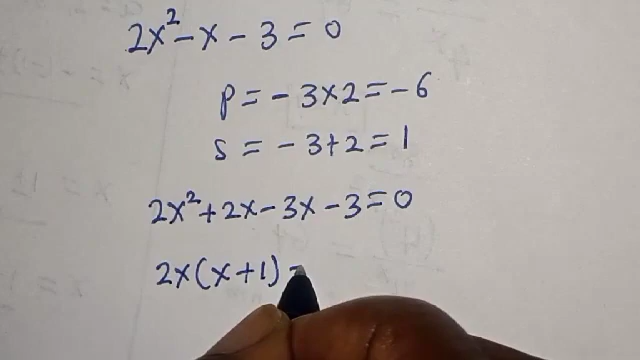 2x² - x - 3 = 0
p = - 3 × 2 = - 6
s = - 3 + 2 = 1
2x² + 2x - 3x - 3 = 0
2x(x + 1) -